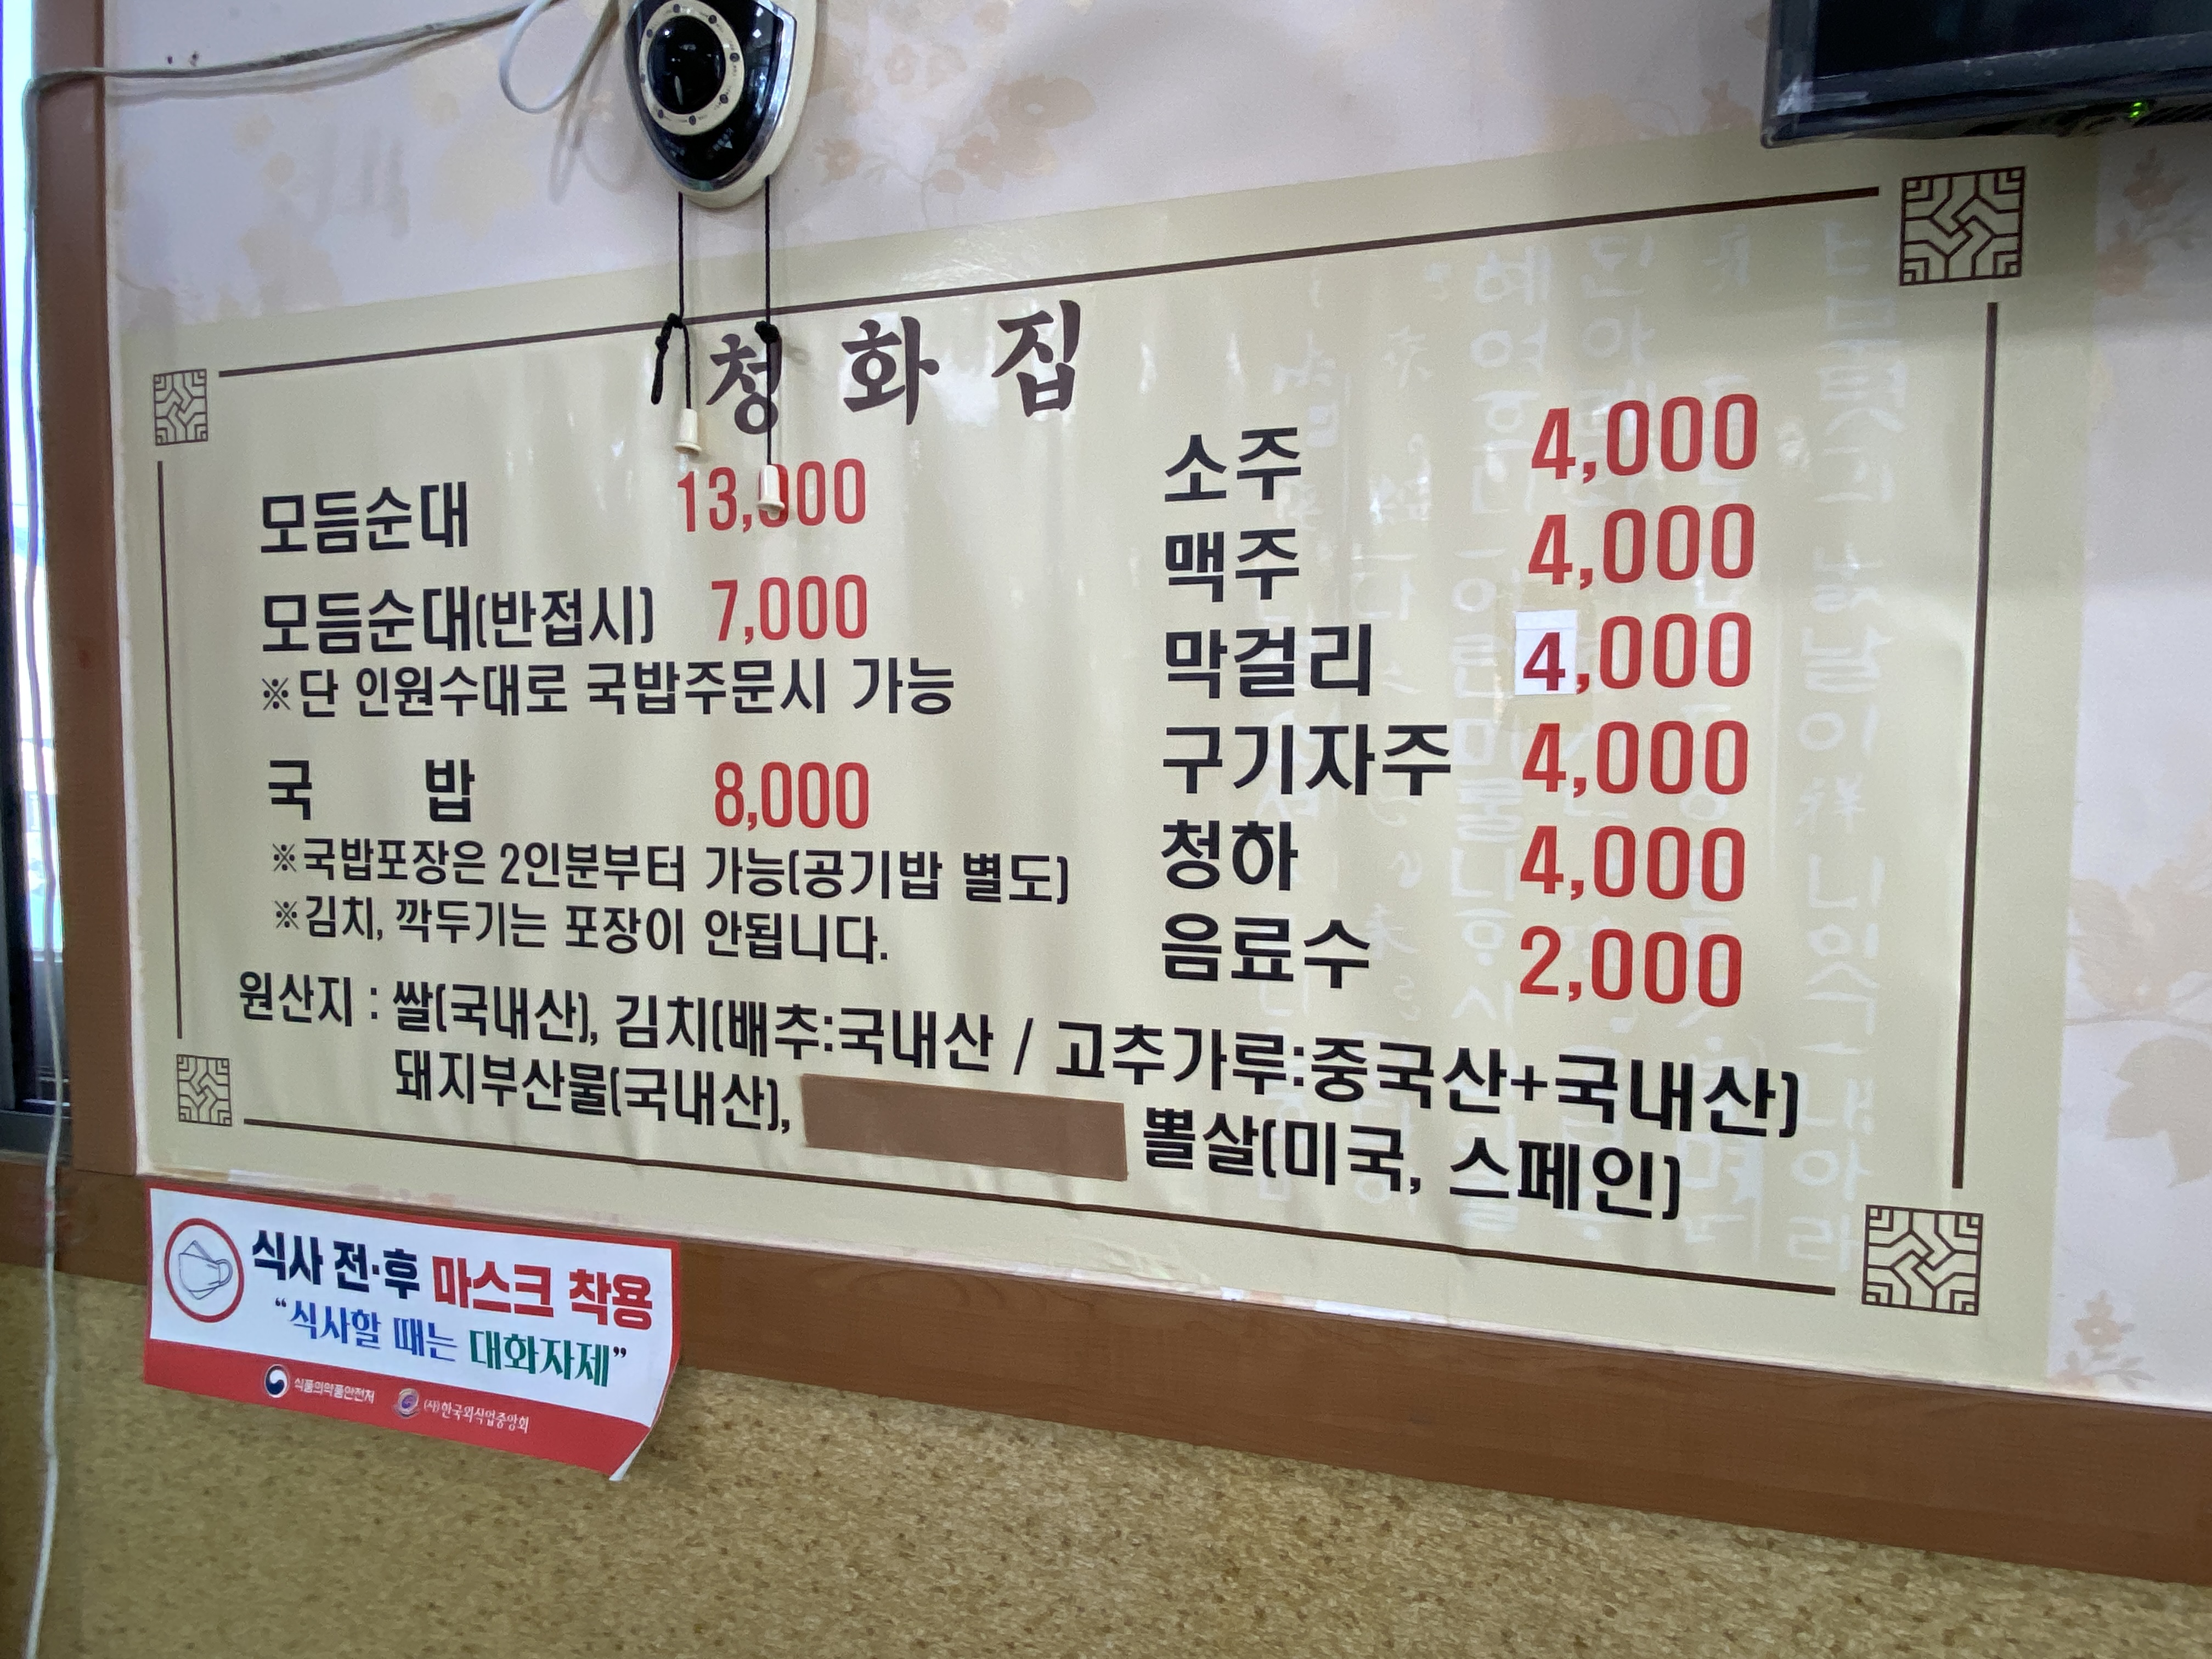 청화집
모듬순대 13,000
모듬순대(반접시) 7,000
※단 인원수대로 국밥주문시 가능
국 밥 8,000
※국밥포장은 2인분부터 가능(공기밥 별도)
※김치, 깍두기는 포장이 안됩니다.
소주 4,000
맥주 4,000
막걸리 4,000
구기자주 4,000
청하 4,000
음료수 2,000
원산지 : 쌀(국내산), 김치(배추:국내산 / 고추가루:중국산+국내산)
돼지부산물(국내산), 뽈살(미국, 스페인)
식사 전·후 마스크 착용
“식사할 때는 대화자제”
식품의약품안전처 (사)한국외식업중앙회